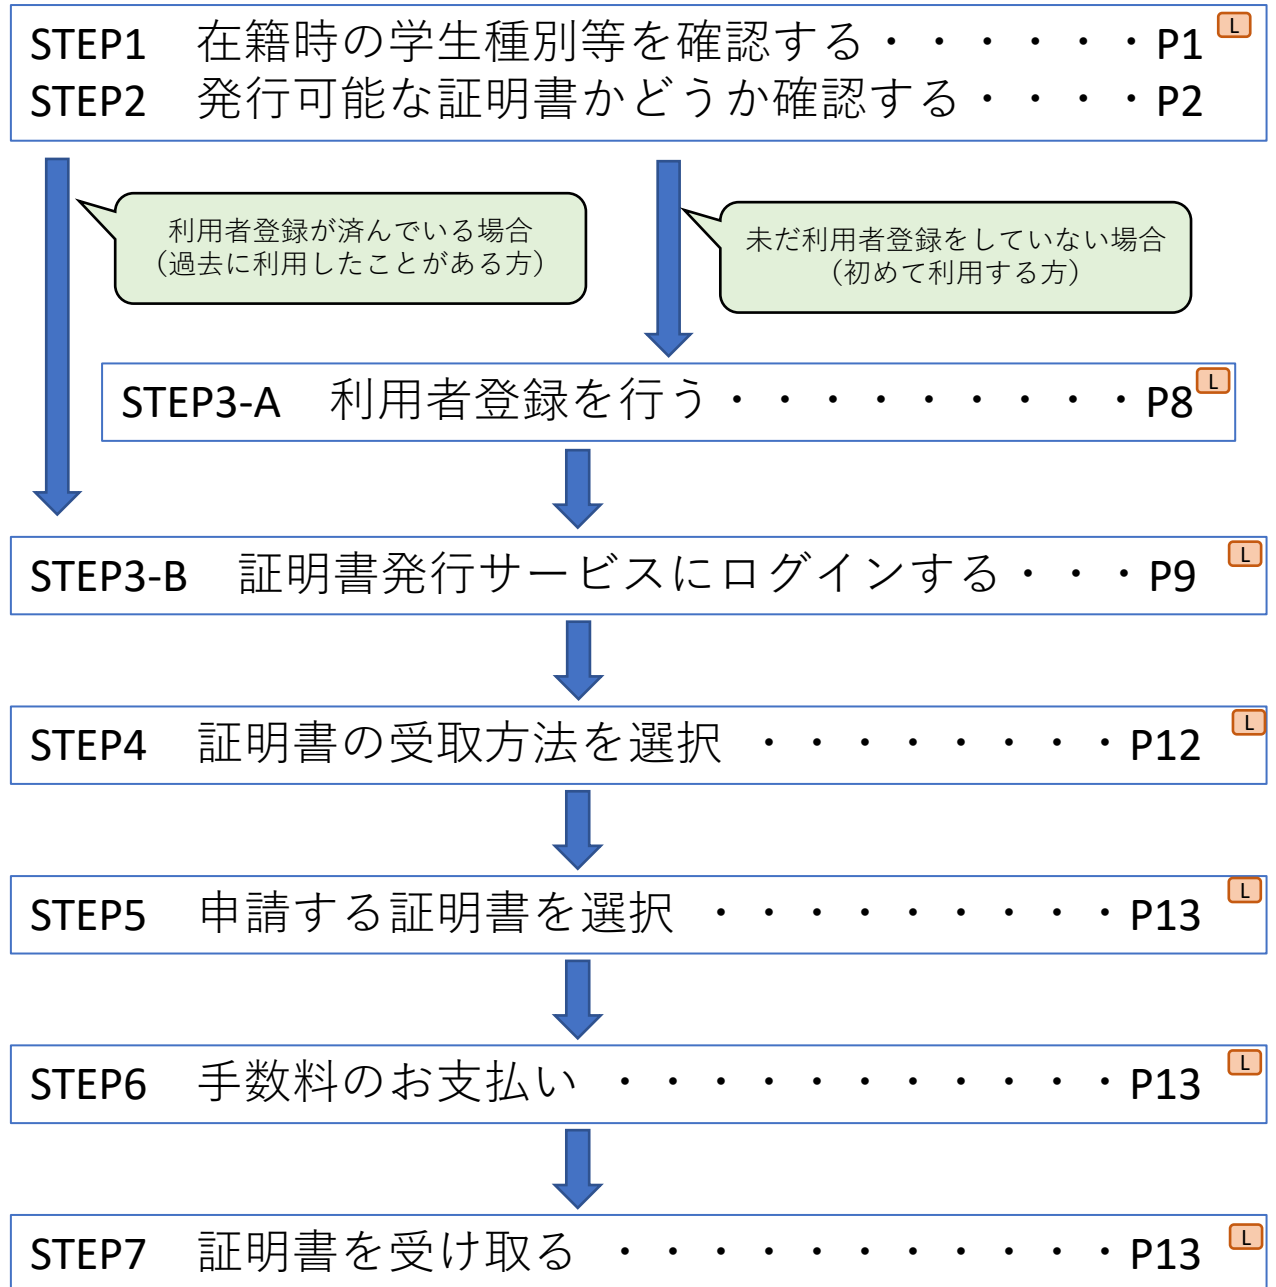 STEP1　在籍時の学生種別等を確認する・・・・・・P1 L
STEP2　発行可能な証明書かどうか確認する・・・・P2
利用者登録が済んでいる場合
（過去に利用したことがある方）
未だ利用者登録をしていない場合
（初めて利用する方）
STEP3-A　利用者登録を行う・・・・・・・・・P8 L
STEP3-B　証明書発行サービスにログインする・・・P9 L
STEP4　証明書の受取方法を選択　・・・・・・・・P12 L
STEP5　申請する証明書を選択　・・・・・・・・・P13 L
STEP6　手数料のお支払い　・・・・・・・・・・・P13 L
STEP7　証明書を受け取る　・・・・・・・・・・・P13 L